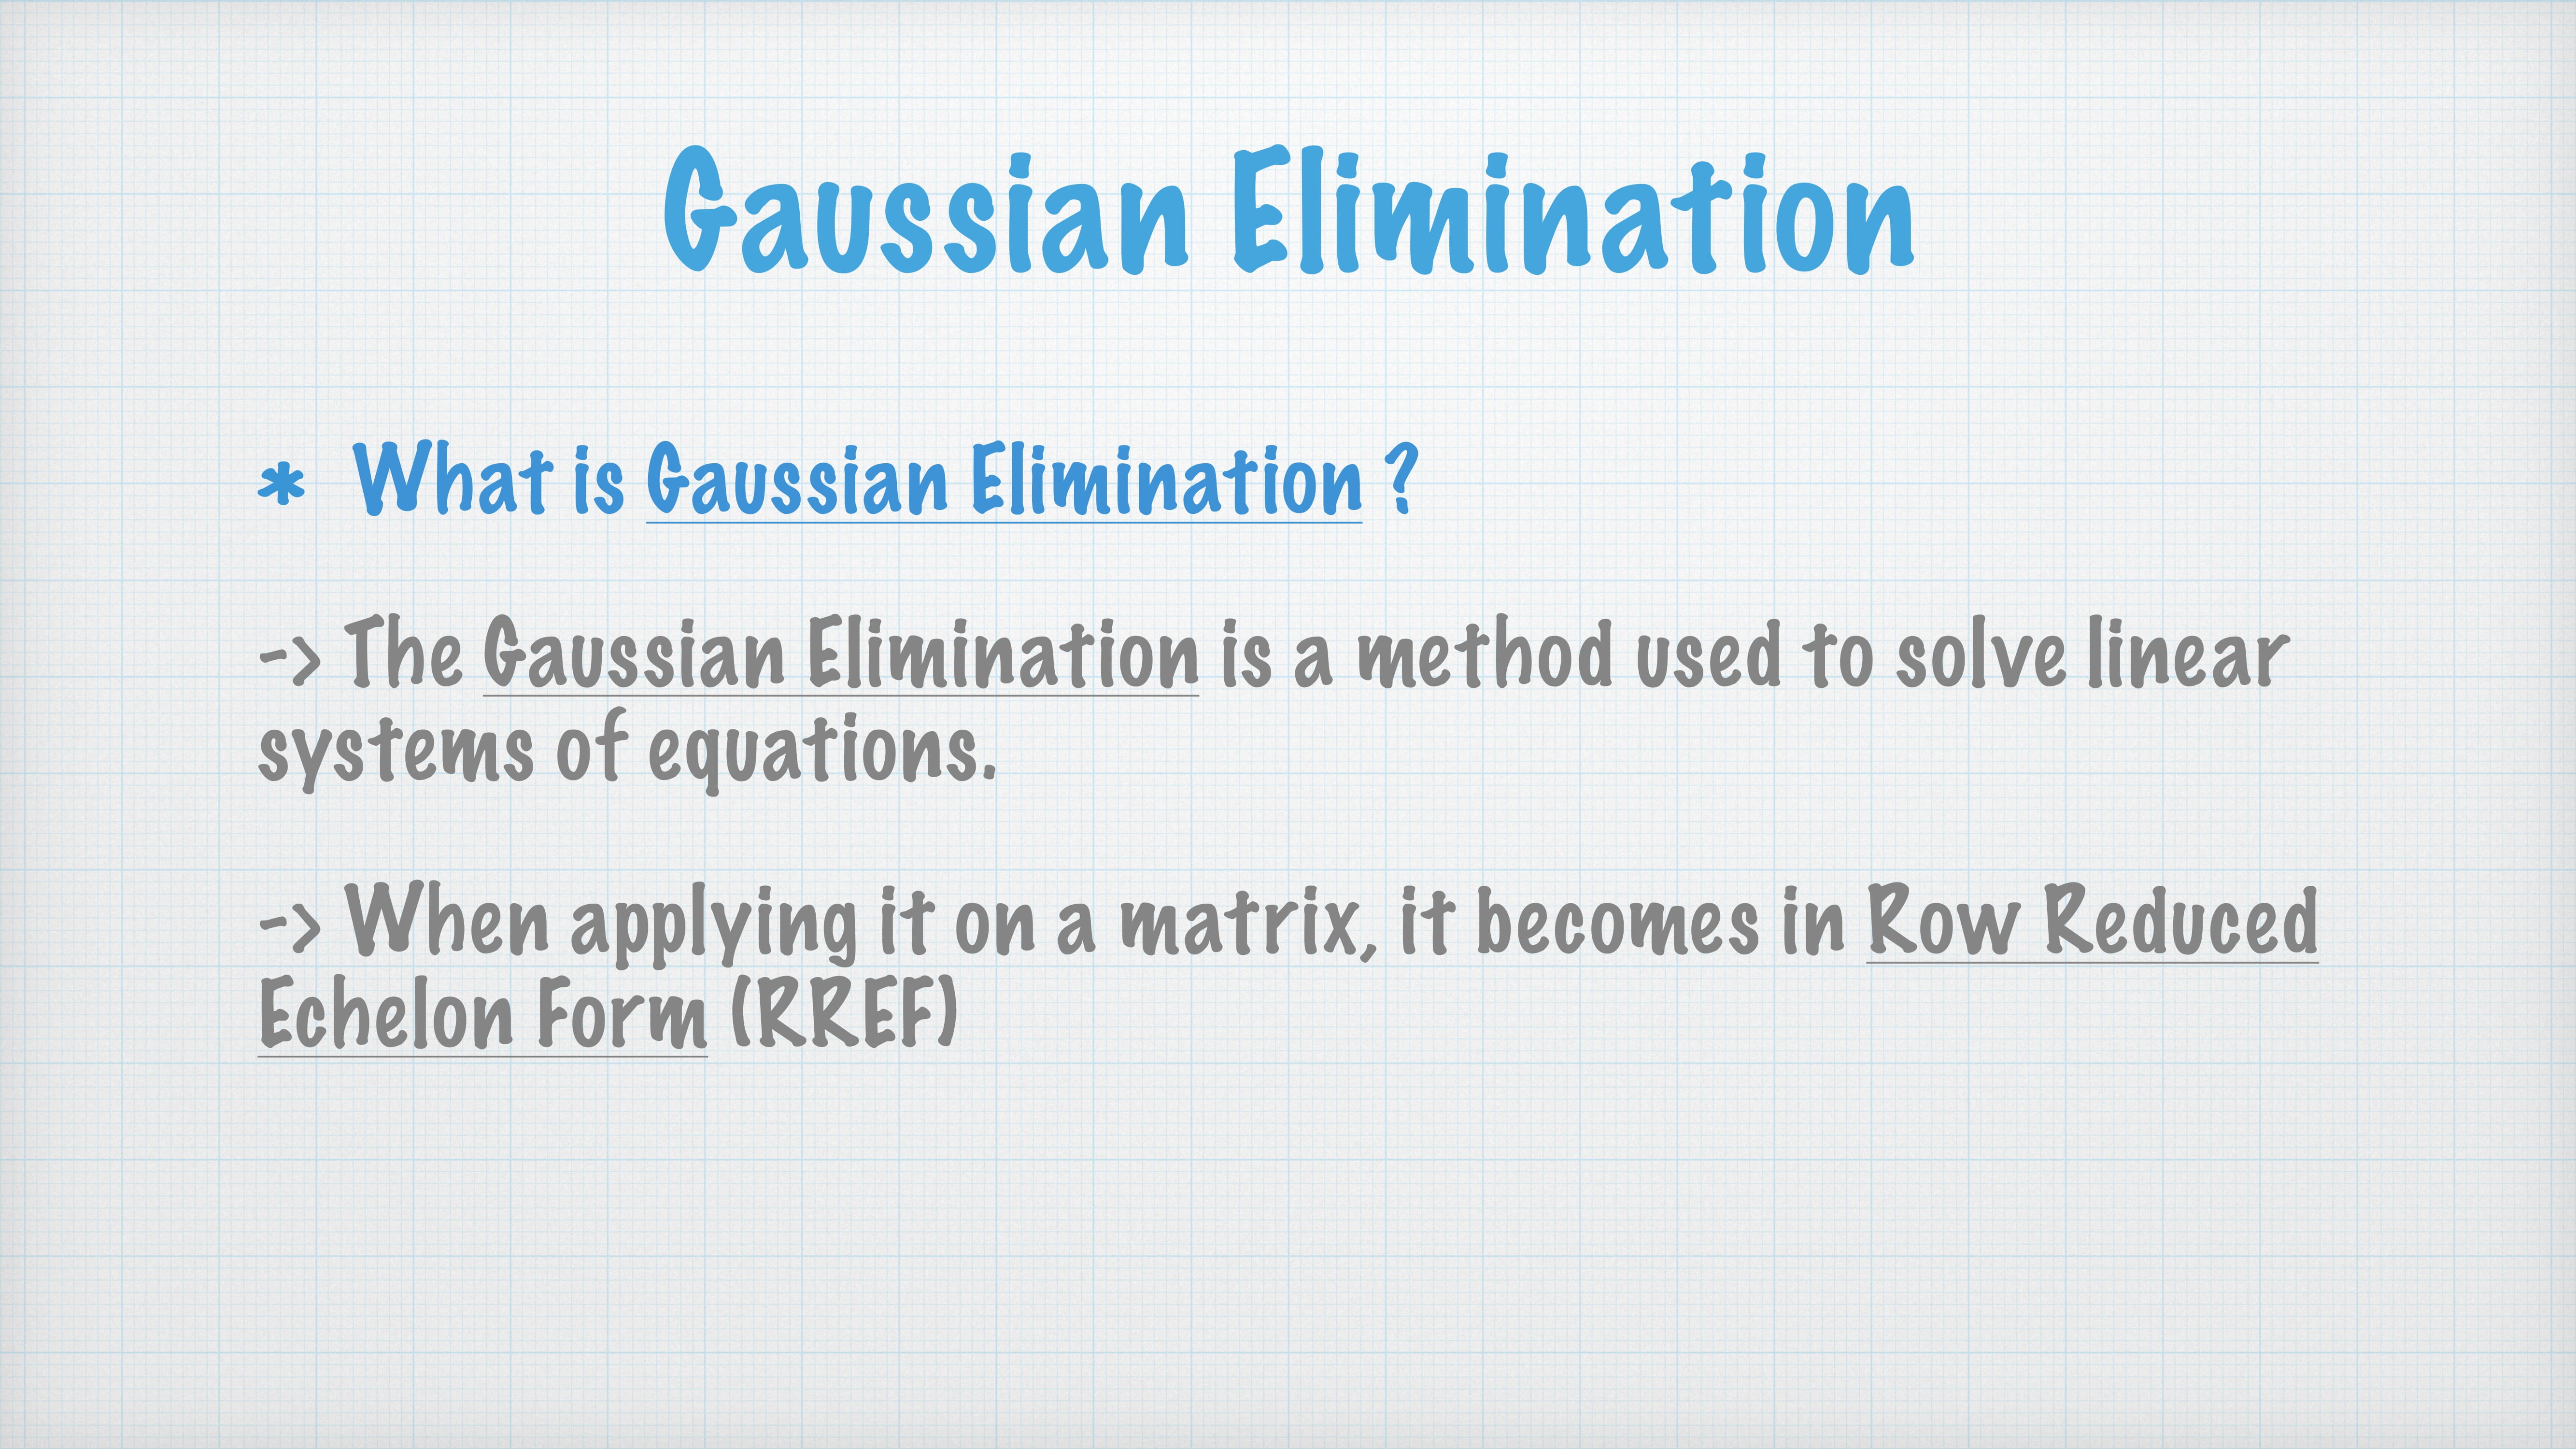 Gaussian Elimination
* What is Gaussian Elimination ?
-> The Gaussian Elimination is a method used to solve linear
systems of equations.
-> When applying it on a matrix, it becomes in Row Reduced
Echelon Form (RREF)